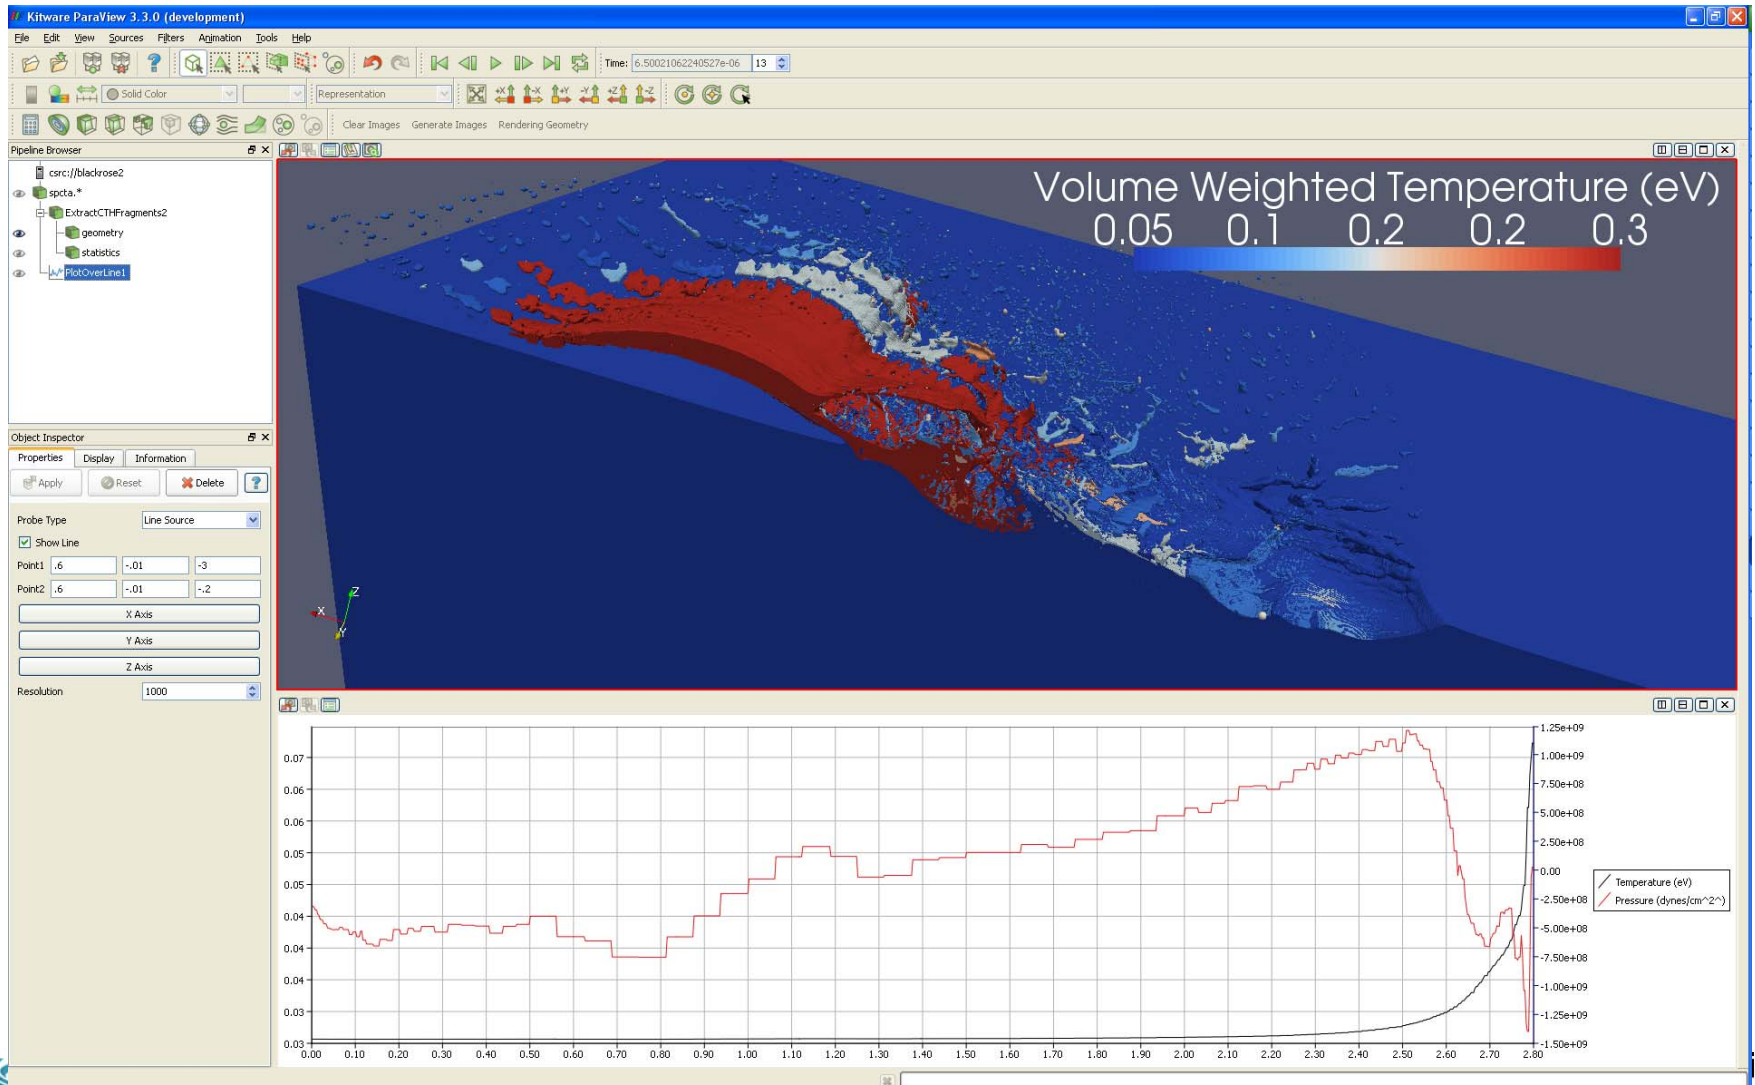 Kitware ParaView 3.3.0 (development)
File Edit View Sources Filters Animation Tools Help
Time: 6.50021062240527e-06 13
Solid Color Representation
Clear Images Generate Images Rendering Geometry
Pipeline Browser
csrc://blackrose2
spcta.*
ExtractCTHFragments2
geometry
statistics
PlotOverLine1
Object Inspector
Properties Display Information
Apply Reset Delete ?
Probe Type Line Source
Show Line
Point1 .6 -.01 -3
Point2 .6 -.01 -.2
X Axis
Y Axis
Z Axis
Resolution 1000
Volume Weighted Temperature (eV)
0.05 0.1 0.2 0.2 0.3
Z
X
Y
0.07
0.06
0.06
0.05
0.05
0.04
0.04
0.04
0.03
0.03
0.00 0.10 0.20 0.30 0.40 0.50 0.60 0.70 0.80 0.90 1.00 1.10 1.20 1.30 1.40 1.50 1.60 1.70 1.80 1.90 2.00 2.10 2.20 2.30 2.40 2.50 2.60 2.70 2.80
1.25e+09
1.00e+09
7.50e+08
5.00e+08
2.50e+08
0.00
-2.50e+08
-5.00e+08
-7.50e+08
-1.00e+09
-1.25e+09
-1.50e+09
Temperature (eV)
Pressure (dynes/cm^2^)